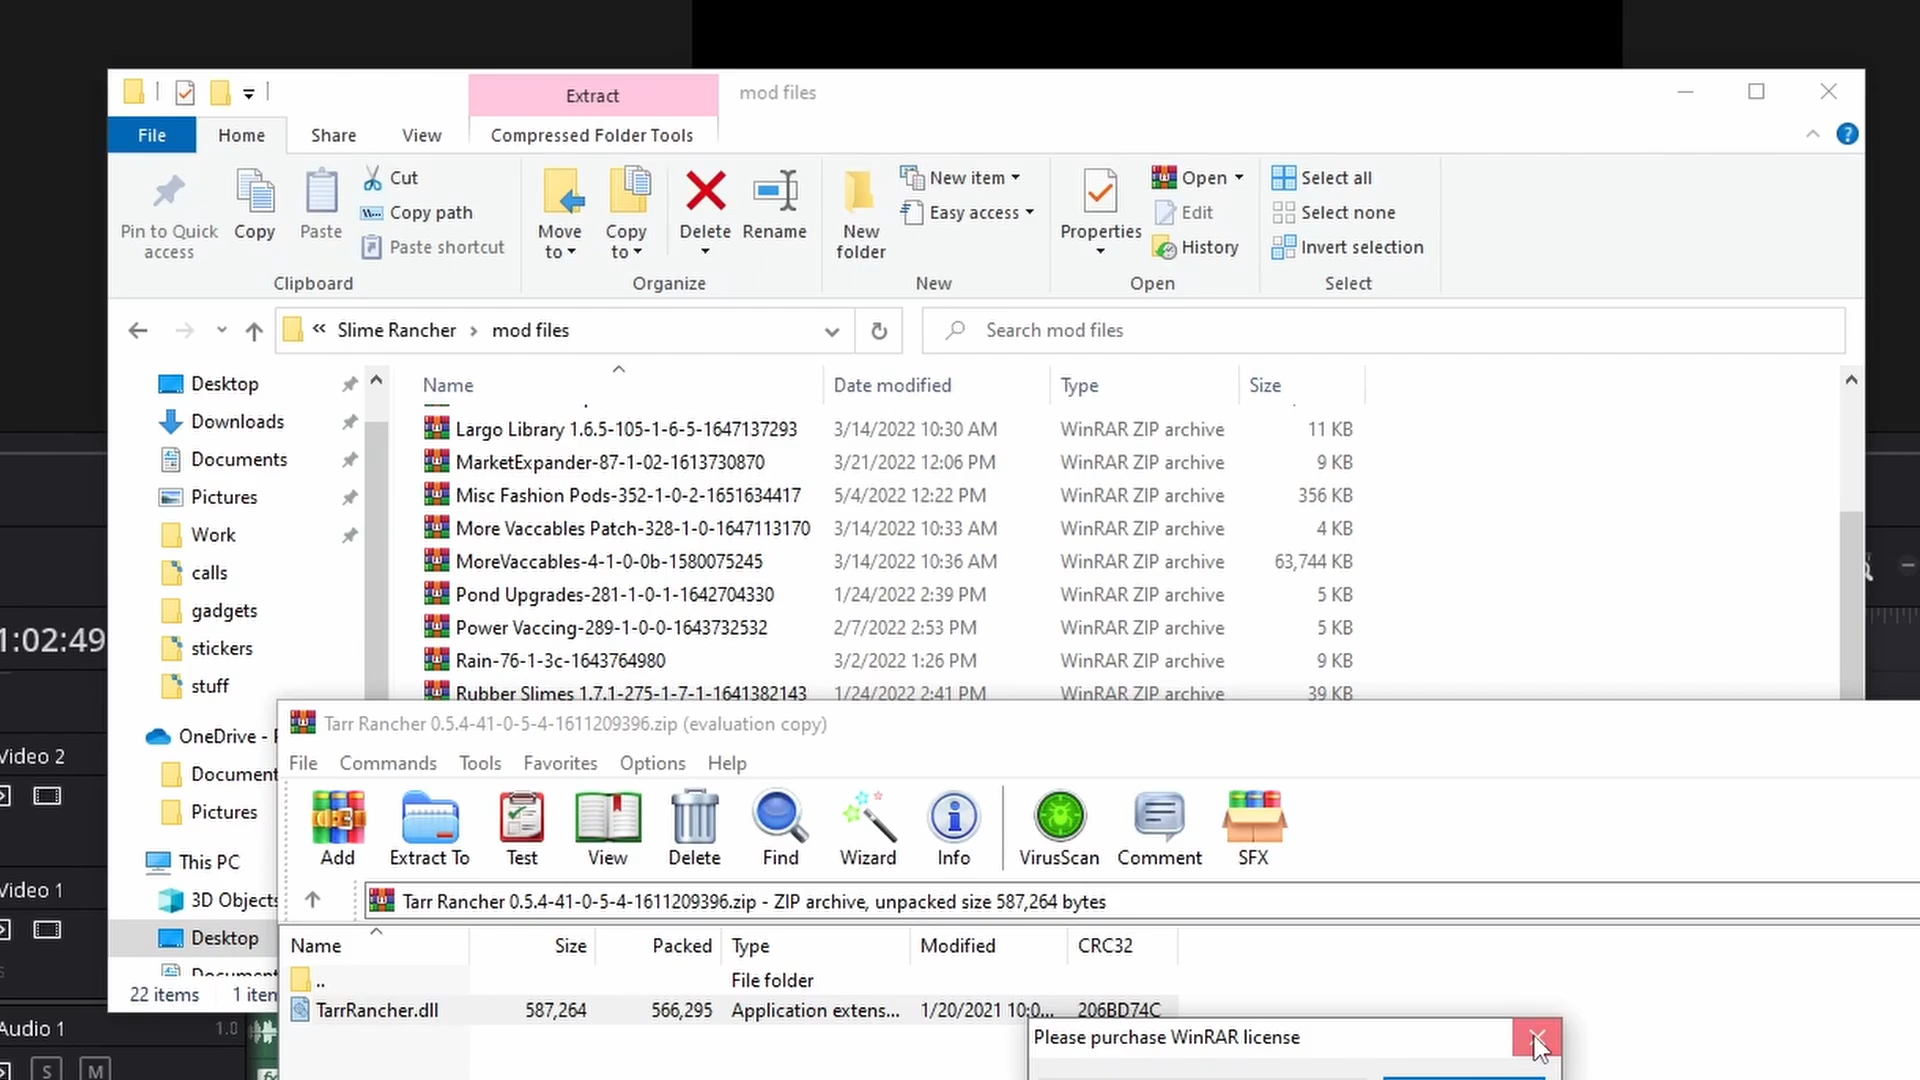 Extract
mod files
File
Home
Share
View
Compressed Folder Tools
Pin to Quick access
Copy
Paste
Cut
Copy path
Paste shortcut
Clipboard
Move to
Copy to
Delete
Rename
Organize
New folder
New item
Easy access
New
Properties
Open
Edit
History
Open
Select all
Select none
Invert selection
Select
« Slime Rancher > mod files
Search mod files
Desktop
Downloads
Documents
Pictures
Work
calls
gadgets
stickers
stuff
OneDrive -
Document
Pictures
This PC
3D Objects
Desktop
22 items
Name Date modified Type Size
Largo Library 1.6.5-105-1-6-5-1647137293 3/14/2022 10:30 AM WinRAR ZIP archive 11 KB
MarketExpander-87-1-02-1613730870 3/21/2022 12:06 PM WinRAR ZIP archive 9 KB
Misc Fashion Pods-352-1-0-2-1651634417 5/4/2022 12:22 PM WinRAR ZIP archive 356 KB
More Vaccables Patch-328-1-0-1647113170 3/14/2022 10:33 AM WinRAR ZIP archive 4 KB
MoreVaccables-4-1-0-0b-1580075245 3/14/2022 10:36 AM WinRAR ZIP archive 63,744 KB
Pond Upgrades-281-1-0-1-1642704330 1/24/2022 2:39 PM WinRAR ZIP archive 5 KB
Power Vaccing-289-1-0-0-1643732532 2/7/2022 2:53 PM WinRAR ZIP archive 5 KB
Rain-76-1-3c-1643764980 3/2/2022 1:26 PM WinRAR ZIP archive 9 KB
Rubber Slimes 1.7.1-275-1-7-1-1641382143 1/24/2022 2:41 PM WinRAR ZIP archive 39 KB
Tarr Rancher 0.5.4-41-0-5-4-1611209396.zip (evaluation copy)
File Commands Tools Favorites Options Help
Add Extract To Test View Delete Find Wizard Info VirusScan Comment SFX
Tarr Rancher 0.5.4-41-0-5-4-1611209396.zip - ZIP archive, unpacked size 587,264 bytes
Name Size Packed Type Modified CRC32
.. File folder
TarrRancher.dll 587,264 566,295 Application extens... 1/20/2021 10:0... 206BD74C
Please purchase WinRAR license
1:02:49
Video 2
Video 1
Audio 1 1.0
S M